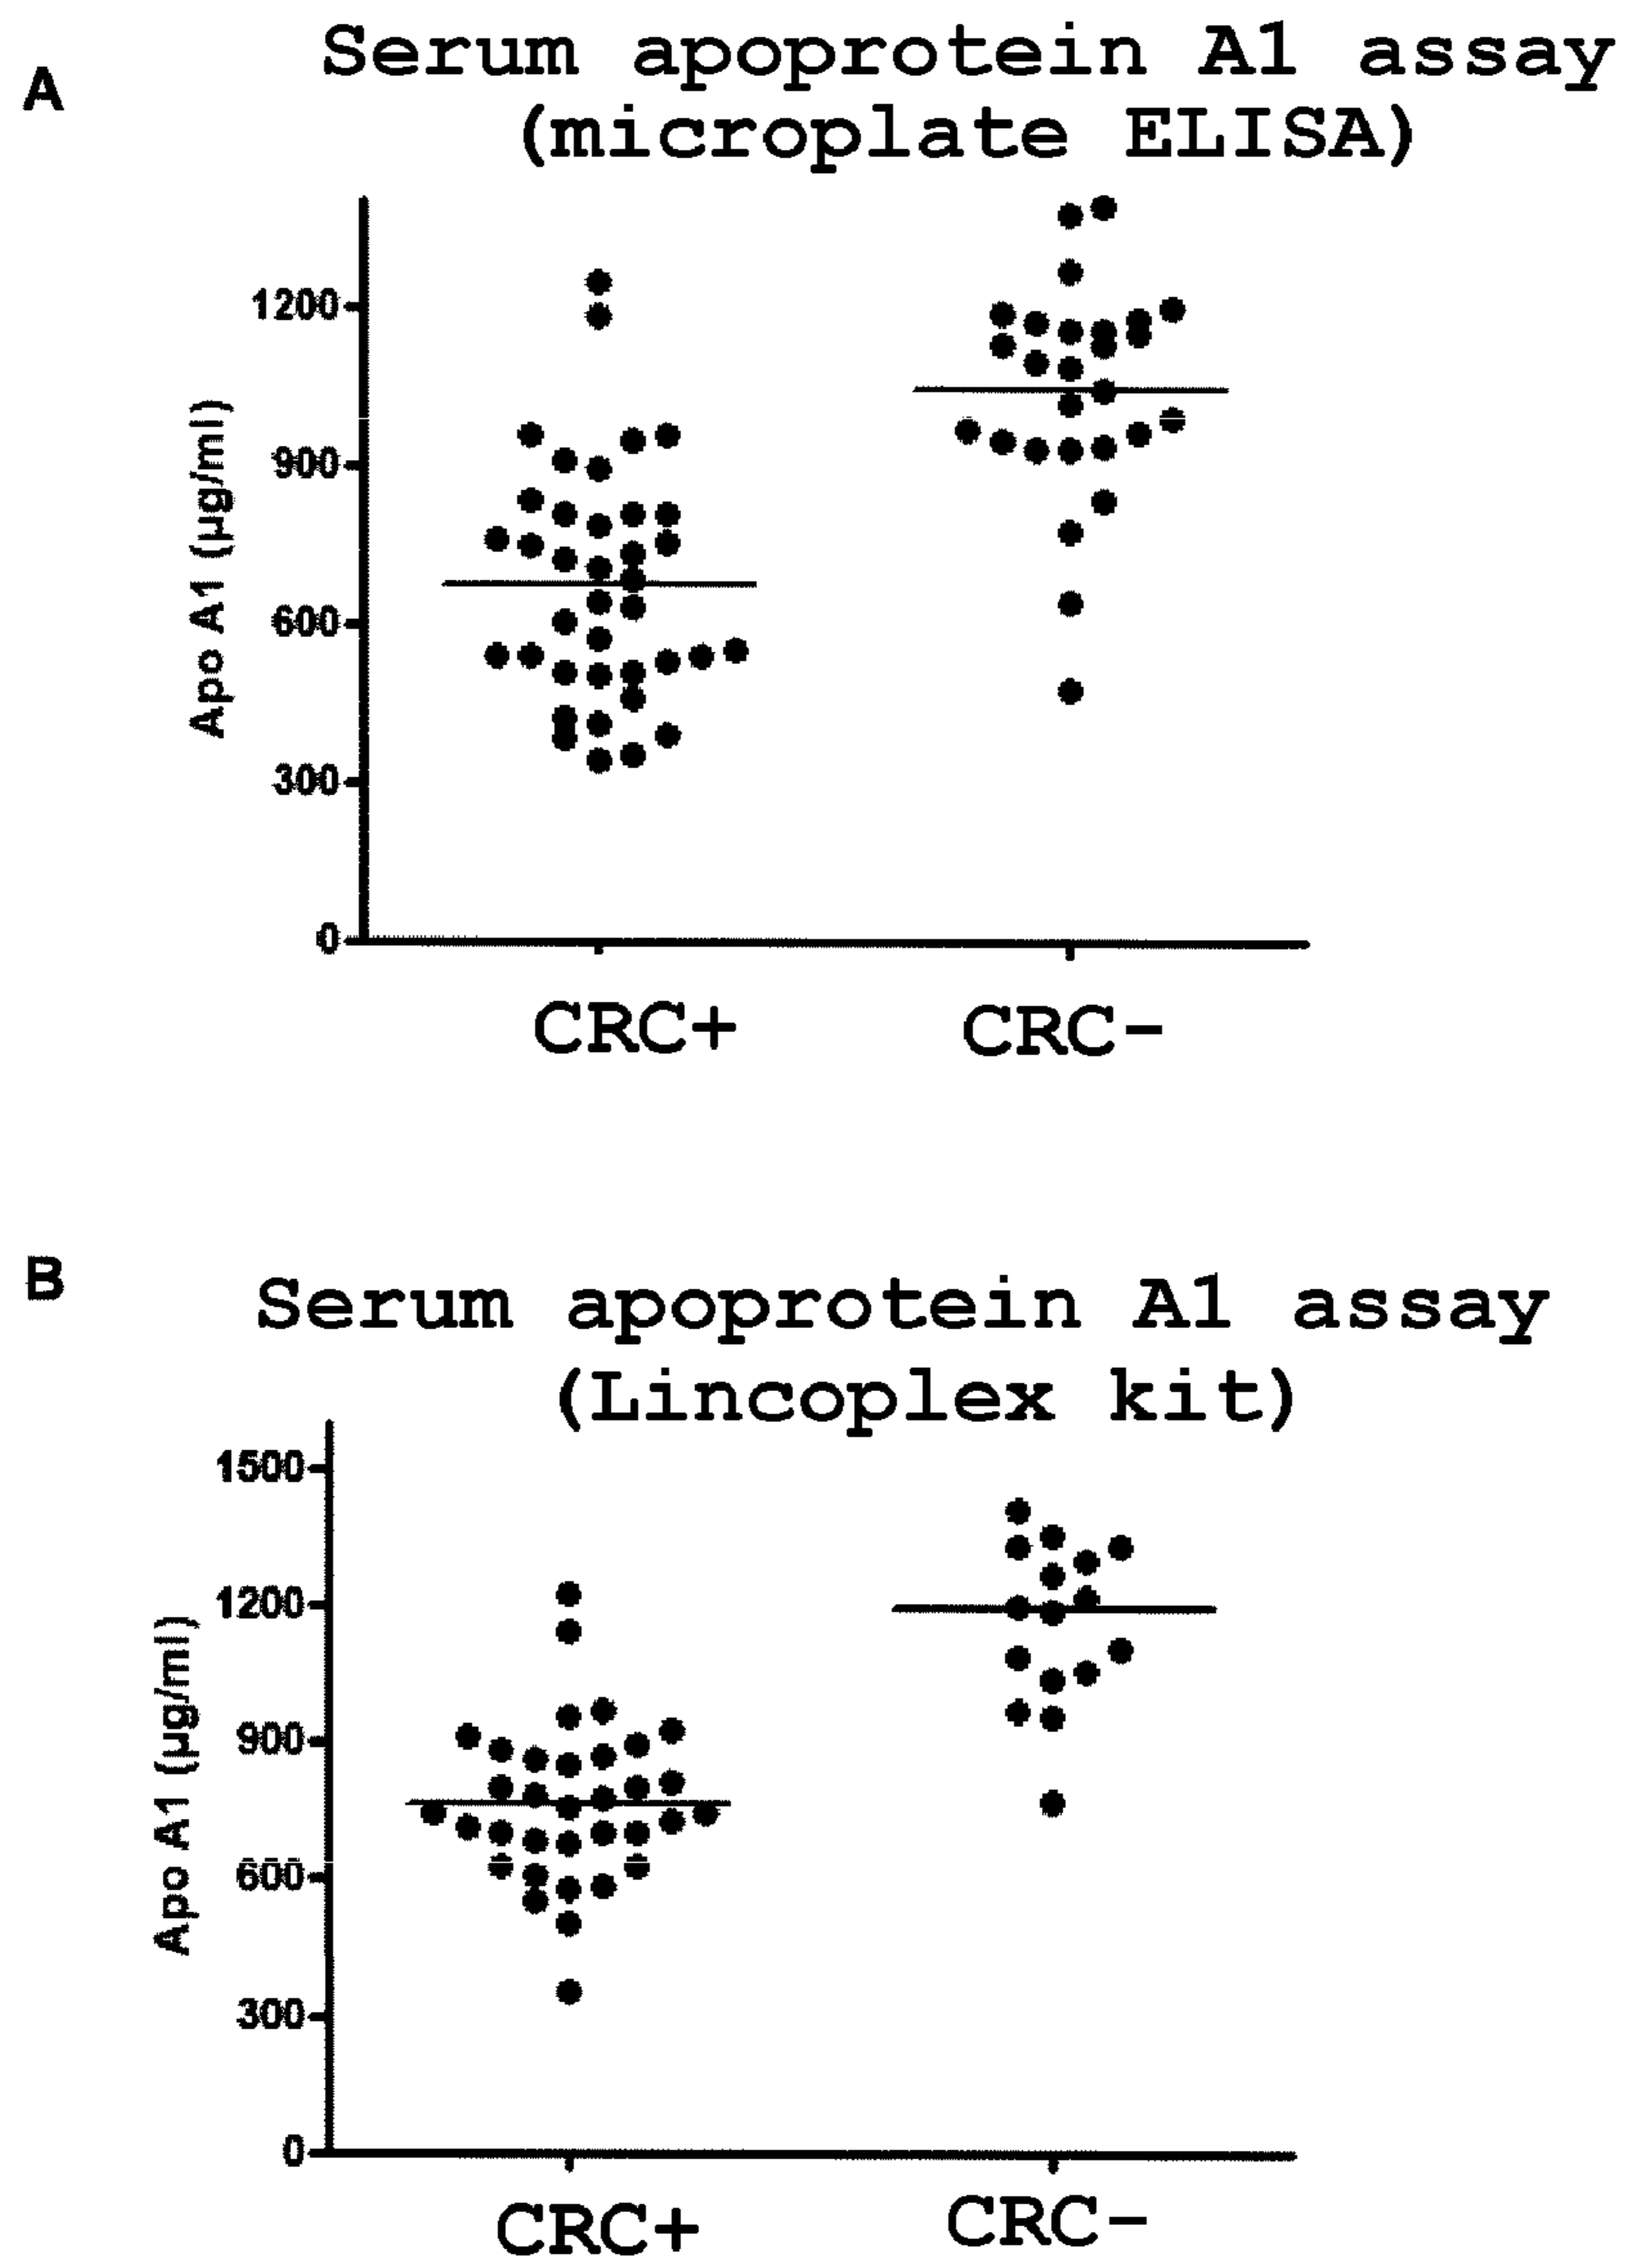 A
Serum apoprotein A1 assay
(microplate ELISA)
Apo A1 (µg/ml)
1200
900
600
300
0
CRC+
CRC-
B
Serum apoprotein A1 assay
(Lincoplex kit)
Apo A1 (µg/ml)
1500
1200
900
600
300
0
CRC+
CRC-